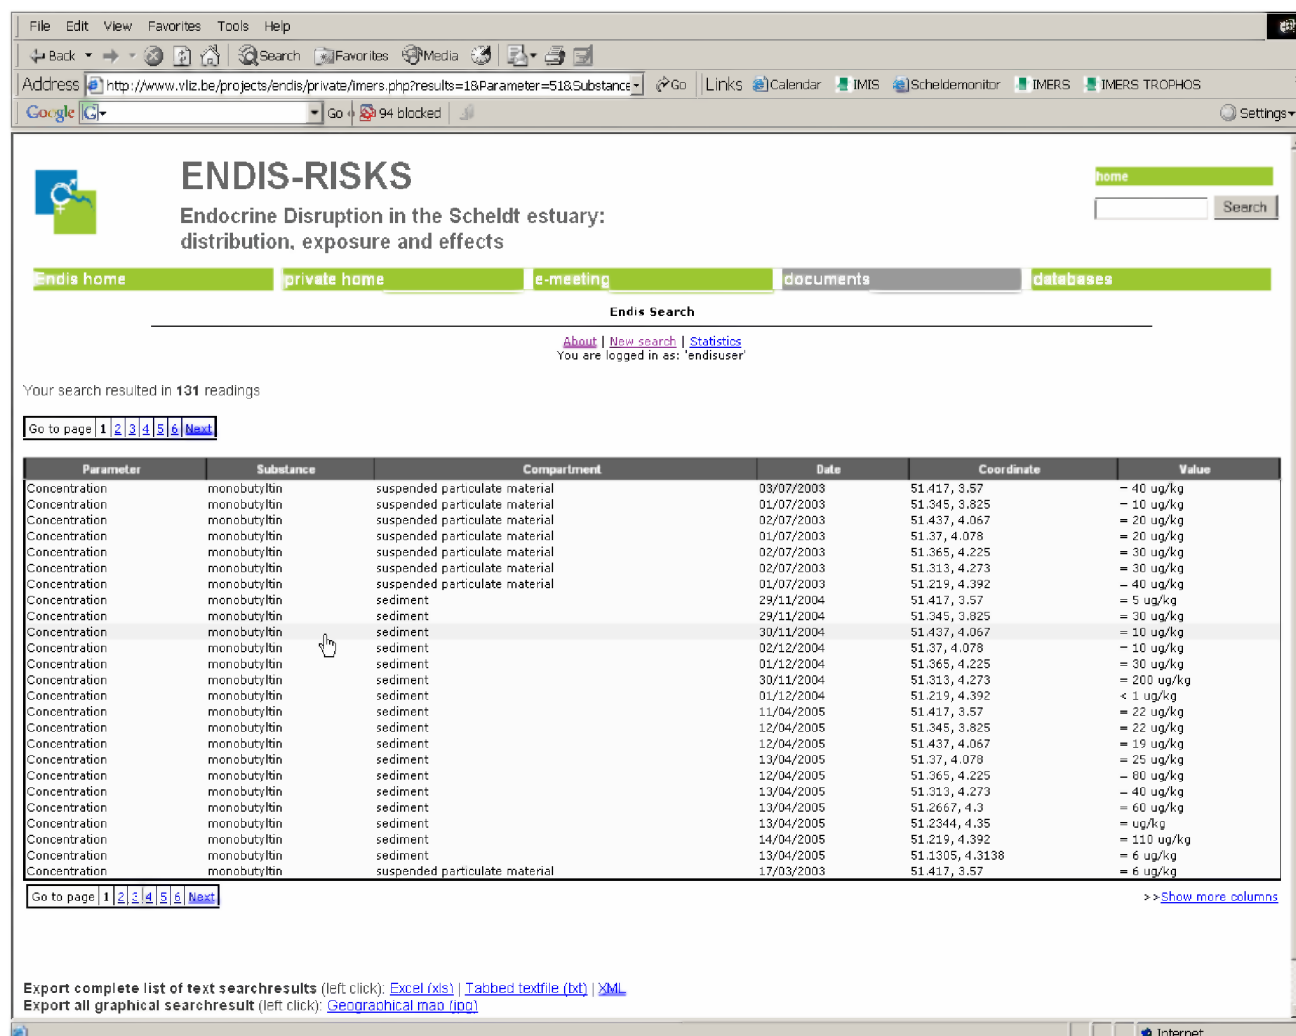 File Edit View Favorites Tools Help
Back Search Favorites Media
Address http://www.vliz.be/projects/endis/private/imers.php?results=1&Parameter=51&Substance Go Links Calendar IMIS Scheldemonitor IMERS IMERS TROPHOS
Google G Go 94 blocked Settings
ENDIS-RISKS
home
Endocrine Disruption in the Scheldt estuary:
distribution, exposure and effects
Search
Endis home private home e-meeting documents databases
Endis Search
About | New search | Statistics
You are logged in as: 'endisuser'
Your search resulted in 131 readings
Go to page 1 2 3 4 5 6 Next
Parameter Substance Compartment Date Coordinate Value
Concentration monobutyltin suspended particulate material 03/07/2003 51.417, 3.57 = 40 ug/kg
Concentration monobutyltin suspended particulate material 01/07/2003 51.345, 3.825 = 10 ug/kg
Concentration monobutyltin suspended particulate material 02/07/2003 51.437, 4.067 = 20 ug/kg
Concentration monobutyltin suspended particulate material 01/07/2003 51.37, 4.078 = 20 ug/kg
Concentration monobutyltin suspended particulate material 02/07/2003 51.365, 4.225 = 30 ug/kg
Concentration monobutyltin suspended particulate material 02/07/2003 51.313, 4.273 = 30 ug/kg
Concentration monobutyltin suspended particulate material 01/07/2003 51.219, 4.392 = 40 ug/kg
Concentration monobutyltin sediment 29/11/2004 51.417, 3.57 = 5 ug/kg
Concentration monobutyltin sediment 29/11/2004 51.345, 3.825 = 30 ug/kg
Concentration monobutyltin sediment 30/11/2004 51.437, 4.067 = 10 ug/kg
Concentration monobutyltin sediment 02/12/2004 51.37, 4.078 = 10 ug/kg
Concentration monobutyltin sediment 01/12/2004 51.365, 4.225 = 30 ug/kg
Concentration monobutyltin sediment 30/11/2004 51.313, 4.273 = 200 ug/kg
Concentration monobutyltin sediment 01/12/2004 51.219, 4.392 < 1 ug/kg
Concentration monobutyltin sediment 11/04/2005 51.417, 3.57 = 22 ug/kg
Concentration monobutyltin sediment 12/04/2005 51.345, 3.825 = 22 ug/kg
Concentration monobutyltin sediment 12/04/2005 51.437, 4.067 = 19 ug/kg
Concentration monobutyltin sediment 13/04/2005 51.37, 4.078 = 25 ug/kg
Concentration monobutyltin sediment 12/04/2005 51.365, 4.225 = 80 ug/kg
Concentration monobutyltin sediment 13/04/2005 51.313, 4.273 = 40 ug/kg
Concentration monobutyltin sediment 13/04/2005 51.2667, 4.3 = 60 ug/kg
Concentration monobutyltin sediment 13/04/2005 51.2344, 4.35 = ug/kg
Concentration monobutyltin sediment 14/04/2005 51.219, 4.392 = 110 ug/kg
Concentration monobutyltin sediment 13/04/2005 51.1305, 4.3138 = 6 ug/kg
Concentration monobutyltin suspended particulate material 17/03/2003 51.417, 3.57 = 6 ug/kg
Go to page 1 2 3 4 5 6 Next >>Show more columns
Export complete list of text searchresults (left click): Excel (xls) | Tabbed textfile (txt) | XML
Export all graphical searchresult (left click): Geographical map (jpg)
Internet